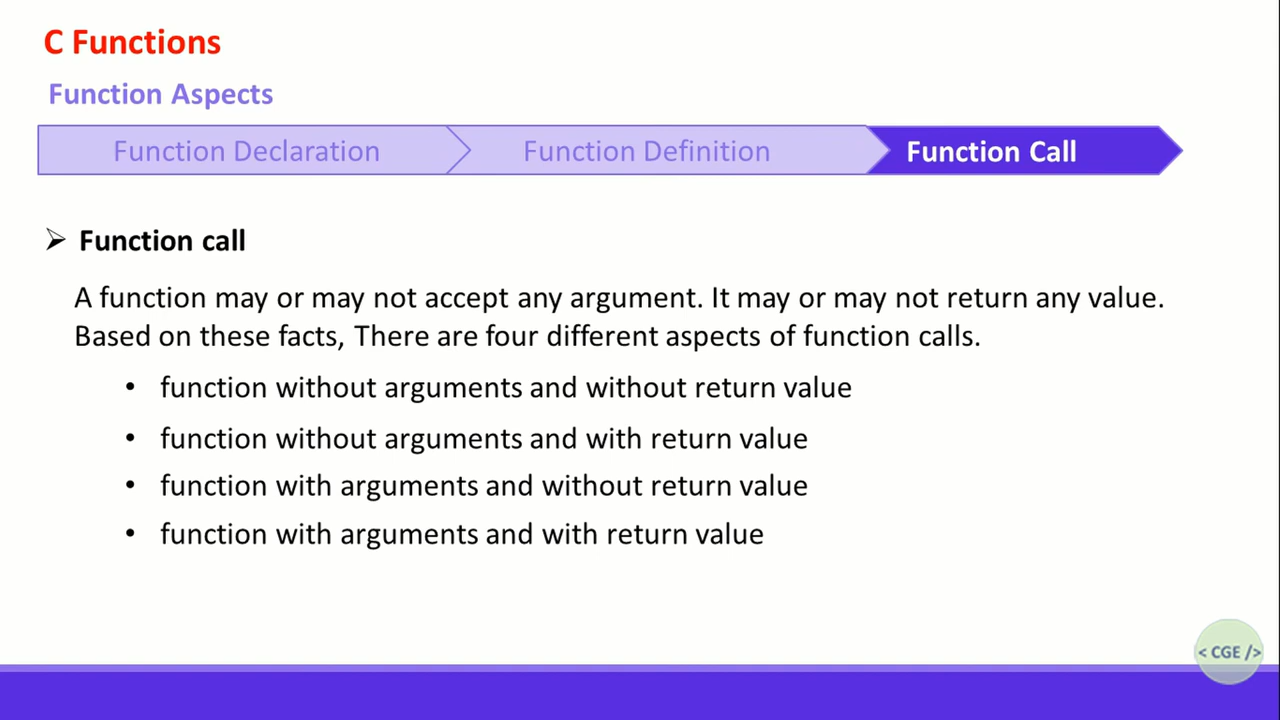 C Functions
Function Aspects
Function Declaration
Function Definition
Function Call
Function call
A function may or may not accept any argument. It may or may not return any value.
Based on these facts, There are four different aspects of function calls.
• function without arguments and without return value
• function without arguments and with return value
• function with arguments and without return value
• function with arguments and with return value
< CGE />